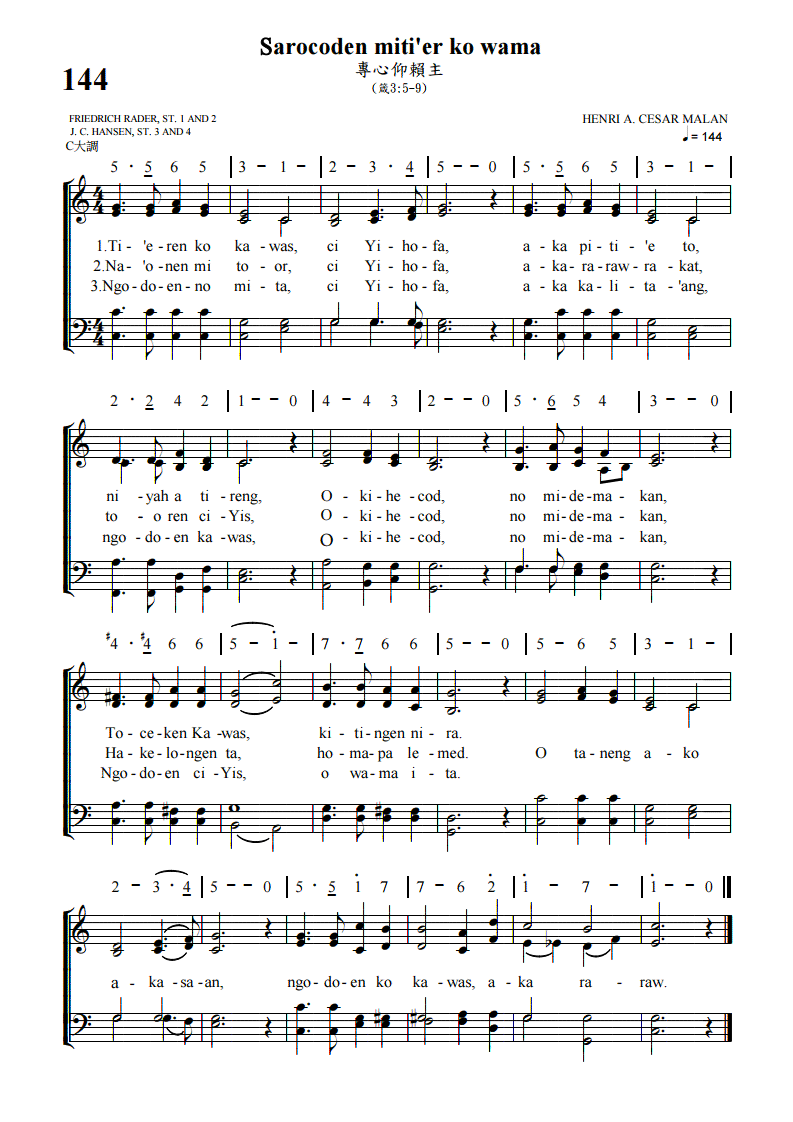 Sarocoden miti'er ko wama
144
專心仰賴主
(箴3:5-9)
FRIEDRICH RADER, ST. 1 AND 2
J. C. HANSEN, ST. 3 AND 4
HENRI A. CESAR MALAN
C大調
♩= 144
5 · 5 6 5 | 3 - 1 - | 2 - 3 · 4 | 5 - - 0 | 5 · 5 6 5 | 3 - 1 - |
1.Ti - 'e-ren ko ka - was, ci Yi - ho - fa, a - ka pi - ti - 'e to,
2.Na - 'o-nen mi to - or, ci Yi - ho - fa, a - ka - ra - raw - ra - kat,
3.Ngo - do - en - no mi - ta, ci Yi - ho - fa, a - ka ka - li - ta - 'ang,
2 · 2 4 2 | 1 - - 0 | 4 - 4 3 | 2 - - 0 | 5 · 6 5 4 | 3 - - 0 |
ni - yah a ti - reng, O - ki - he - cod, no mi - de - ma - kan,
to - o ren ci - Yis, O - ki - he - cod, no mi - de - ma - kan,
ngo - do - en ka - was, O - ki - he - cod, no mi - de - ma - kan,
♯4 · ♯4 6 6 | 5 - i - | 7 · 7 6 6 | 5 - - 0 | 5 · 5 6 5 | 3 - 1 - |
To - ce - ken Ka - was, ki - ti - ngen ni - ra.
Ha - ke - lo - ngen ta, ho - ma - pa le - med. O ta - neng a - ko
Ngo - do - en ci - Yis, o wa - ma i - ta.
2 - 3 · 4 | 5 - - 0 | 5 · 5 i 7 | 7 - 6 2̇ | i - 7 - | i - - 0
a - ka - sa - an, ngo - do - en ko ka - was, a - ka ra - raw.